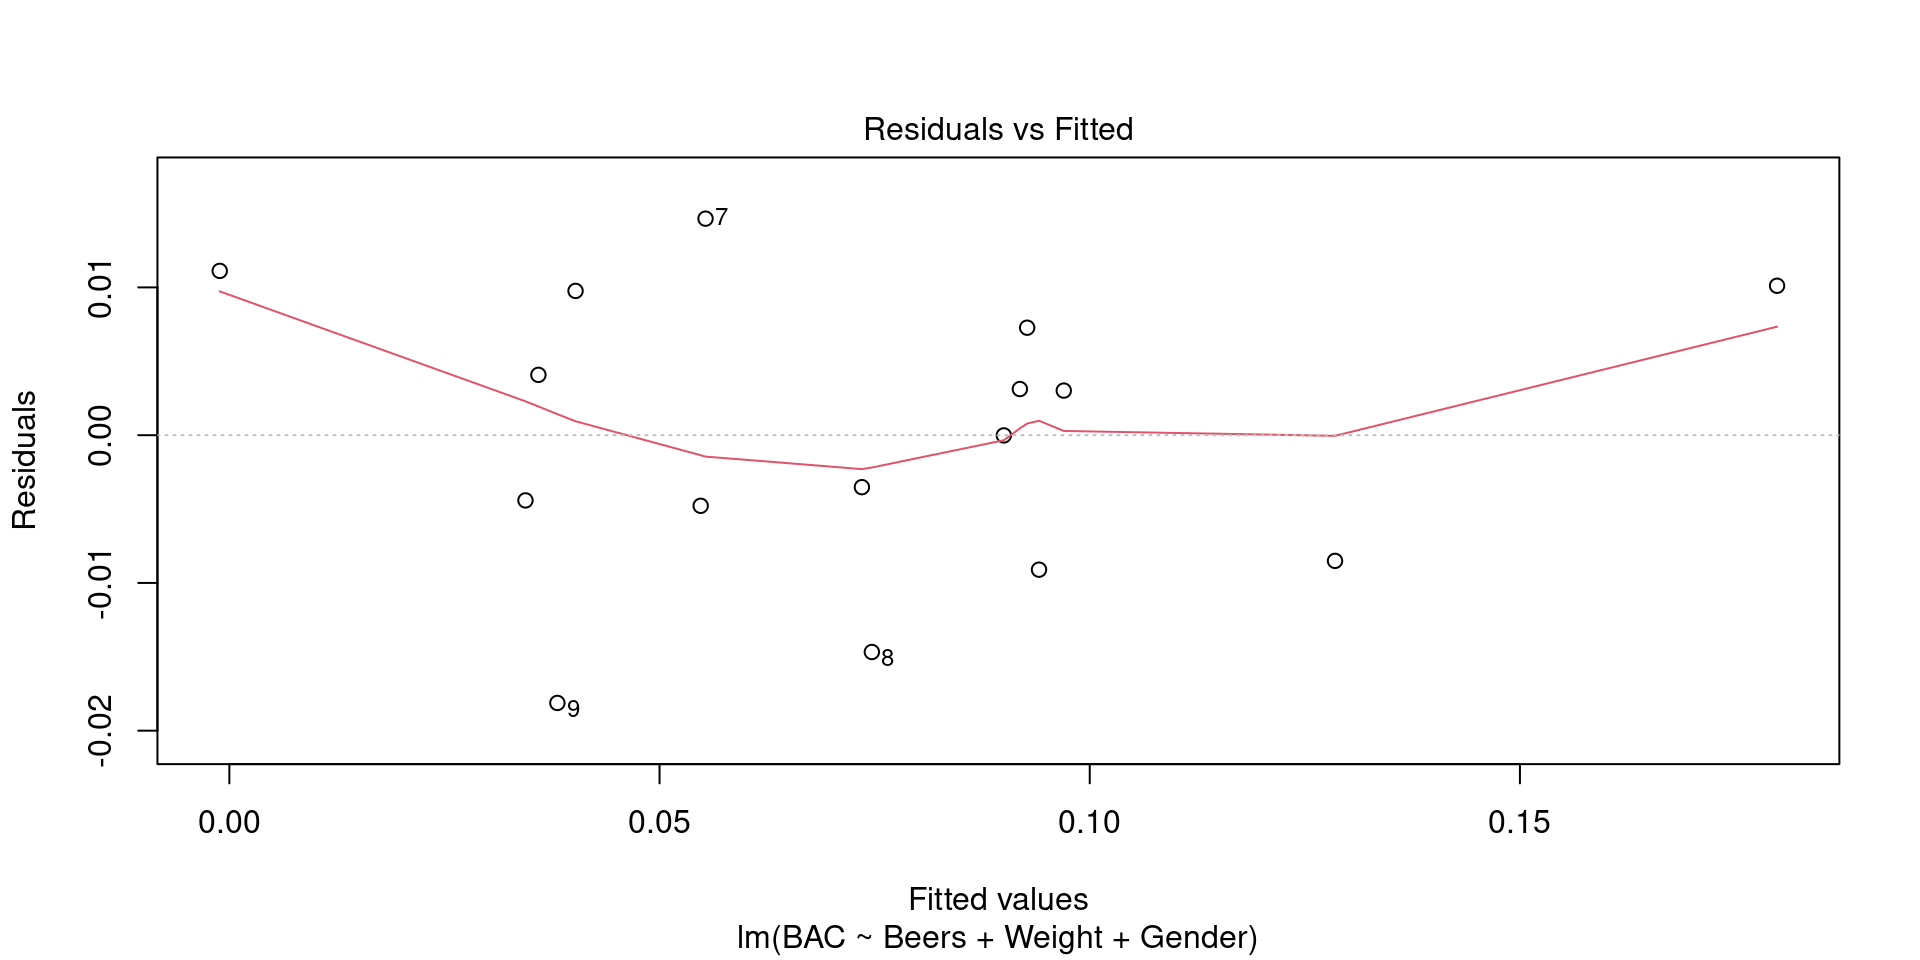 Residuals vs Fitted
7
8
9
Residuals
0.01
0.00
-0.01
-0.02
0.00 0.05 0.10 0.15
Fitted values
lm(BAC ~ Beers + Weight + Gender)